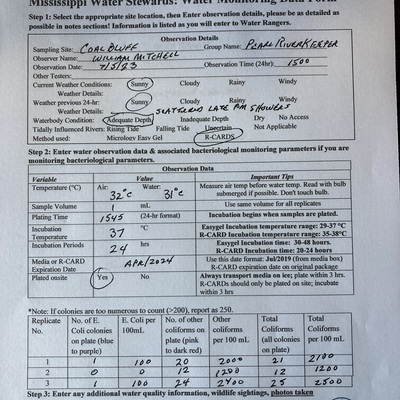 Mississippi Water Stewards: Water Monitoring Data Form
Step 1: Select the appropriate site location, then Enter observation details, please be as detailed as
possible in notes sections! Information is listed as you will enter to Water Rangers.
Observation Details
Sampling Site: COAL BLUFF Group Name: PEARL RIVERKEEPER
Observer Name: WILLIAM MITCHELL
Observation Date: 7/5/23 Observation Time (24hr): 1500
Other Testers:
Current Weather Conditions: Sunny Cloudy Rainy Windy
Weather Details:
Weather previous 24-hr: Sunny Cloudy Rainy Windy
Weather Details: SCATTERED LATE PM SHOWERS
Waterbody Condition: Adequate Depth Inadequate Depth Dry No Access
Tidally Influenced Rivers: Rising Tide Falling Tide Uncertain Not Applicable
Method used: Micrology Easy Gel R-CARDS
Step 2: Enter water observation data & associated bacteriological monitoring parameters if you are
monitoring bacteriological parameters.
Observation Data
Variable Value Important Tips
Temperature (°C) Air: 32°C Water: 31°C Measure air temp before water temp. Read with bulb
submerged if possible. Don't touch bulb.
Sample Volume 1 mL Use same volume for all replicates
Plating Time 1545 (24-hr format) Incubation begins when samples are plated.
Incubation Temperature 37 °C Easygel Incubation temperature range: 29-37 °C
R-CARD Incubation temperature range: 35-38°C
Incubation Periods 24 hrs Easygel Incubation time: 30-48 hours.
R-CARD Incubation time: 20-24 hours
Media or R-CARD Expiration Date APR/2024 Use this date format: Jul/2019 (from media box)
R-CARD expiration date on original package
Plated onsite Yes No Always transport media on ice; plate within 3 hrs.
R-CARDs should only be plated on site; incubate
within 3 hrs
*Note: If colonies are too numerous to count (>200), report as 250.
Replicate No. No. of E. Coli colonies on plate (blue to purple) E. Coli per 100mL No. of other coliforms on plate (pink to dark red) Other coliforms per 100 mL Total Coliforms (all colonies on plate) Total Coliforms per 100 mL
1 1 100 20 2000 21 2100
2 0 0 12 1200 12 1200
3 1 100 24 2400 25 2500
Step 3: Enter any additional water quality information, wildlife sightings, photos taken